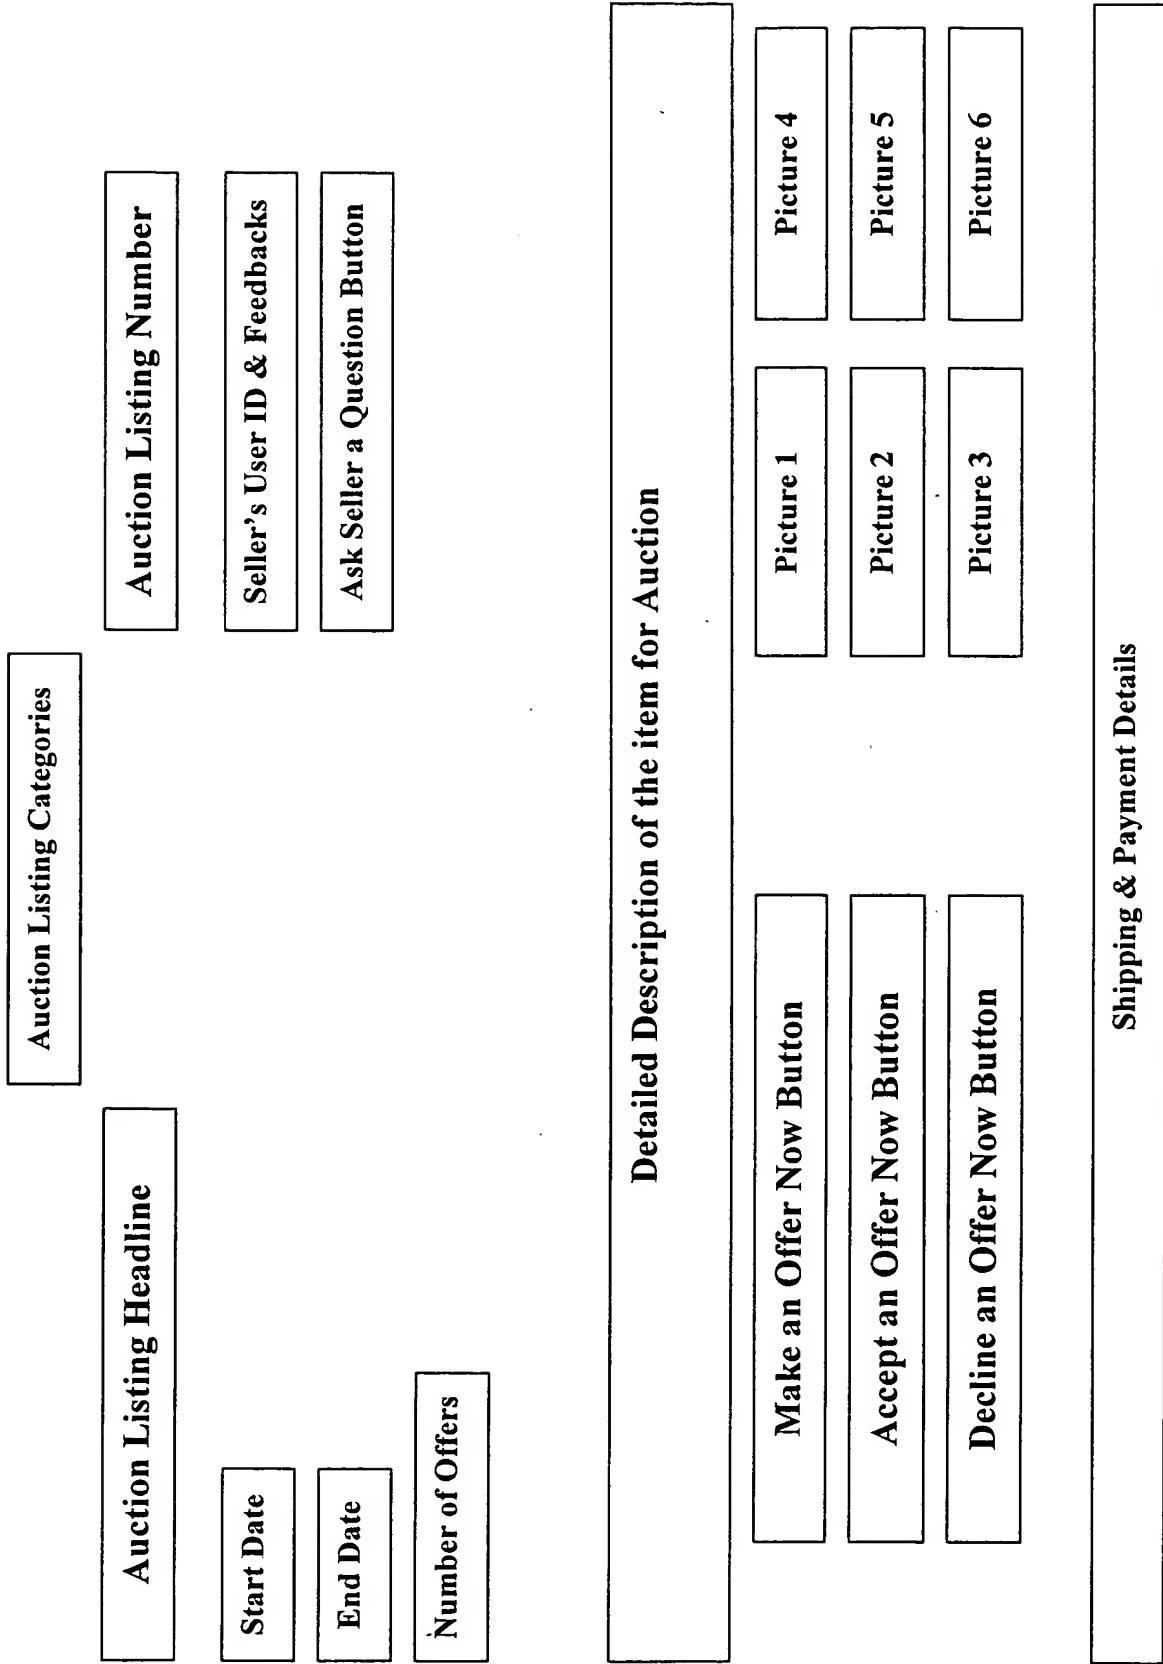 Auction Listing Categories
Auction Listing Headline
Auction Listing Number
Start Date
Seller's User ID & Feedbacks
End Date
Ask Seller a Question Button
Number of Offers
Detailed Description of the item for Auction
Make an Offer Now Button
Picture 1
Picture 4
Accept an Offer Now Button
Picture 2
Picture 5
Decline an Offer Now Button
Picture 3
Picture 6
Shipping & Payment Details